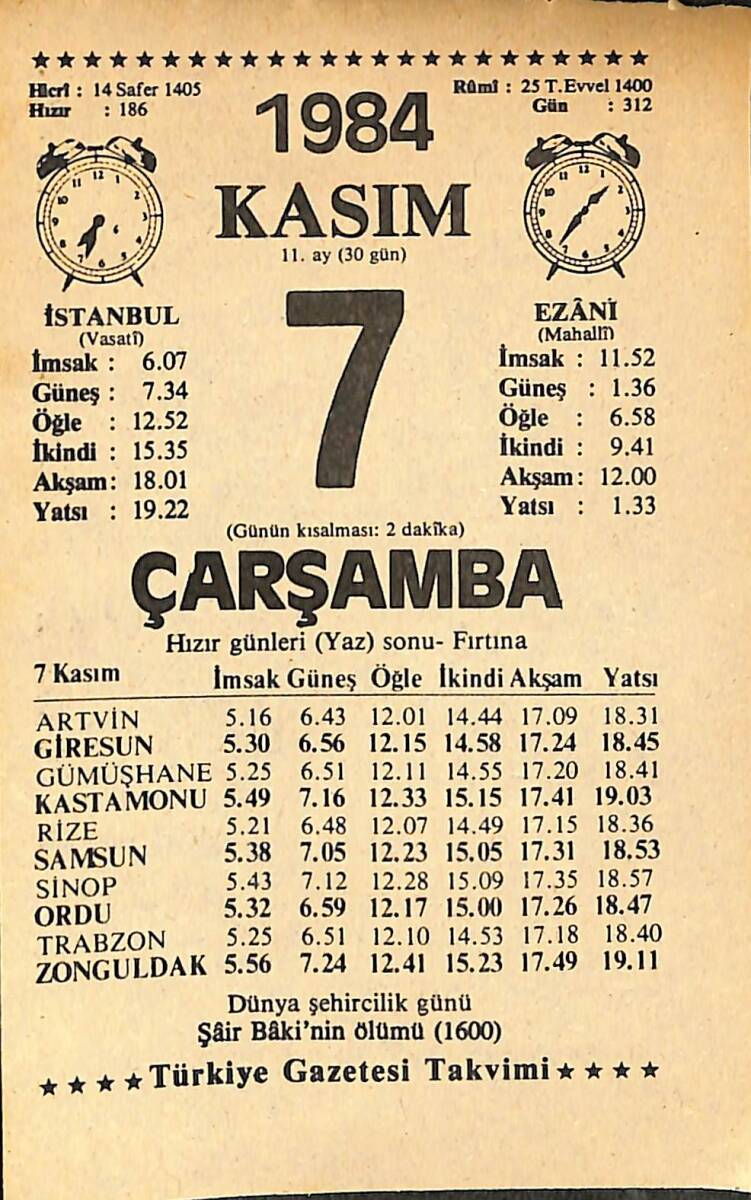 ★★★★★★★★★★★★★★★★★★★★★★★★
Hicrî : 14 Safer 1405
Hızır : 186
Rûmî : 25 T.Evvel 1400
Gün : 312
1984
KASIM
11. ay (30 gün)
7
İSTANBUL
(Vasatî)
İmsak : 6.07
Güneş : 7.34
Öğle : 12.52
İkindi : 15.35
Akşam: 18.01
Yatsı : 19.22
EZÂNİ
(Mahallî)
İmsak : 11.52
Güneş : 1.36
Öğle : 6.58
İkindi : 9.41
Akşam: 12.00
Yatsı : 1.33
(Günün kısalması: 2 dakîka)
ÇARŞAMBA
Hızır günleri (Yaz) sonu- Fırtına
7 Kasım İmsak Güneş Öğle İkindi Akşam Yatsı
ARTVİN 5.16 6.43 12.01 14.44 17.09 18.31
GİRESUN 5.30 6.56 12.15 14.58 17.24 18.45
GÜMÜŞHANE 5.25 6.51 12.11 14.55 17.20 18.41
KASTAMONU 5.49 7.16 12.33 15.15 17.41 19.03
RİZE 5.21 6.48 12.07 14.49 17.15 18.36
SAMSUN 5.38 7.05 12.23 15.05 17.31 18.53
SİNOP 5.43 7.12 12.28 15.09 17.35 18.57
ORDU 5.32 6.59 12.17 15.00 17.26 18.47
TRABZON 5.25 6.51 12.10 14.53 17.18 18.40
ZONGULDAK 5.56 7.24 12.41 15.23 17.49 19.11
Dünya şehircilik günü
Şâir Bâki'nin ölümü (1600)
★★★★Türkiye Gazetesi Takvimi★★★★